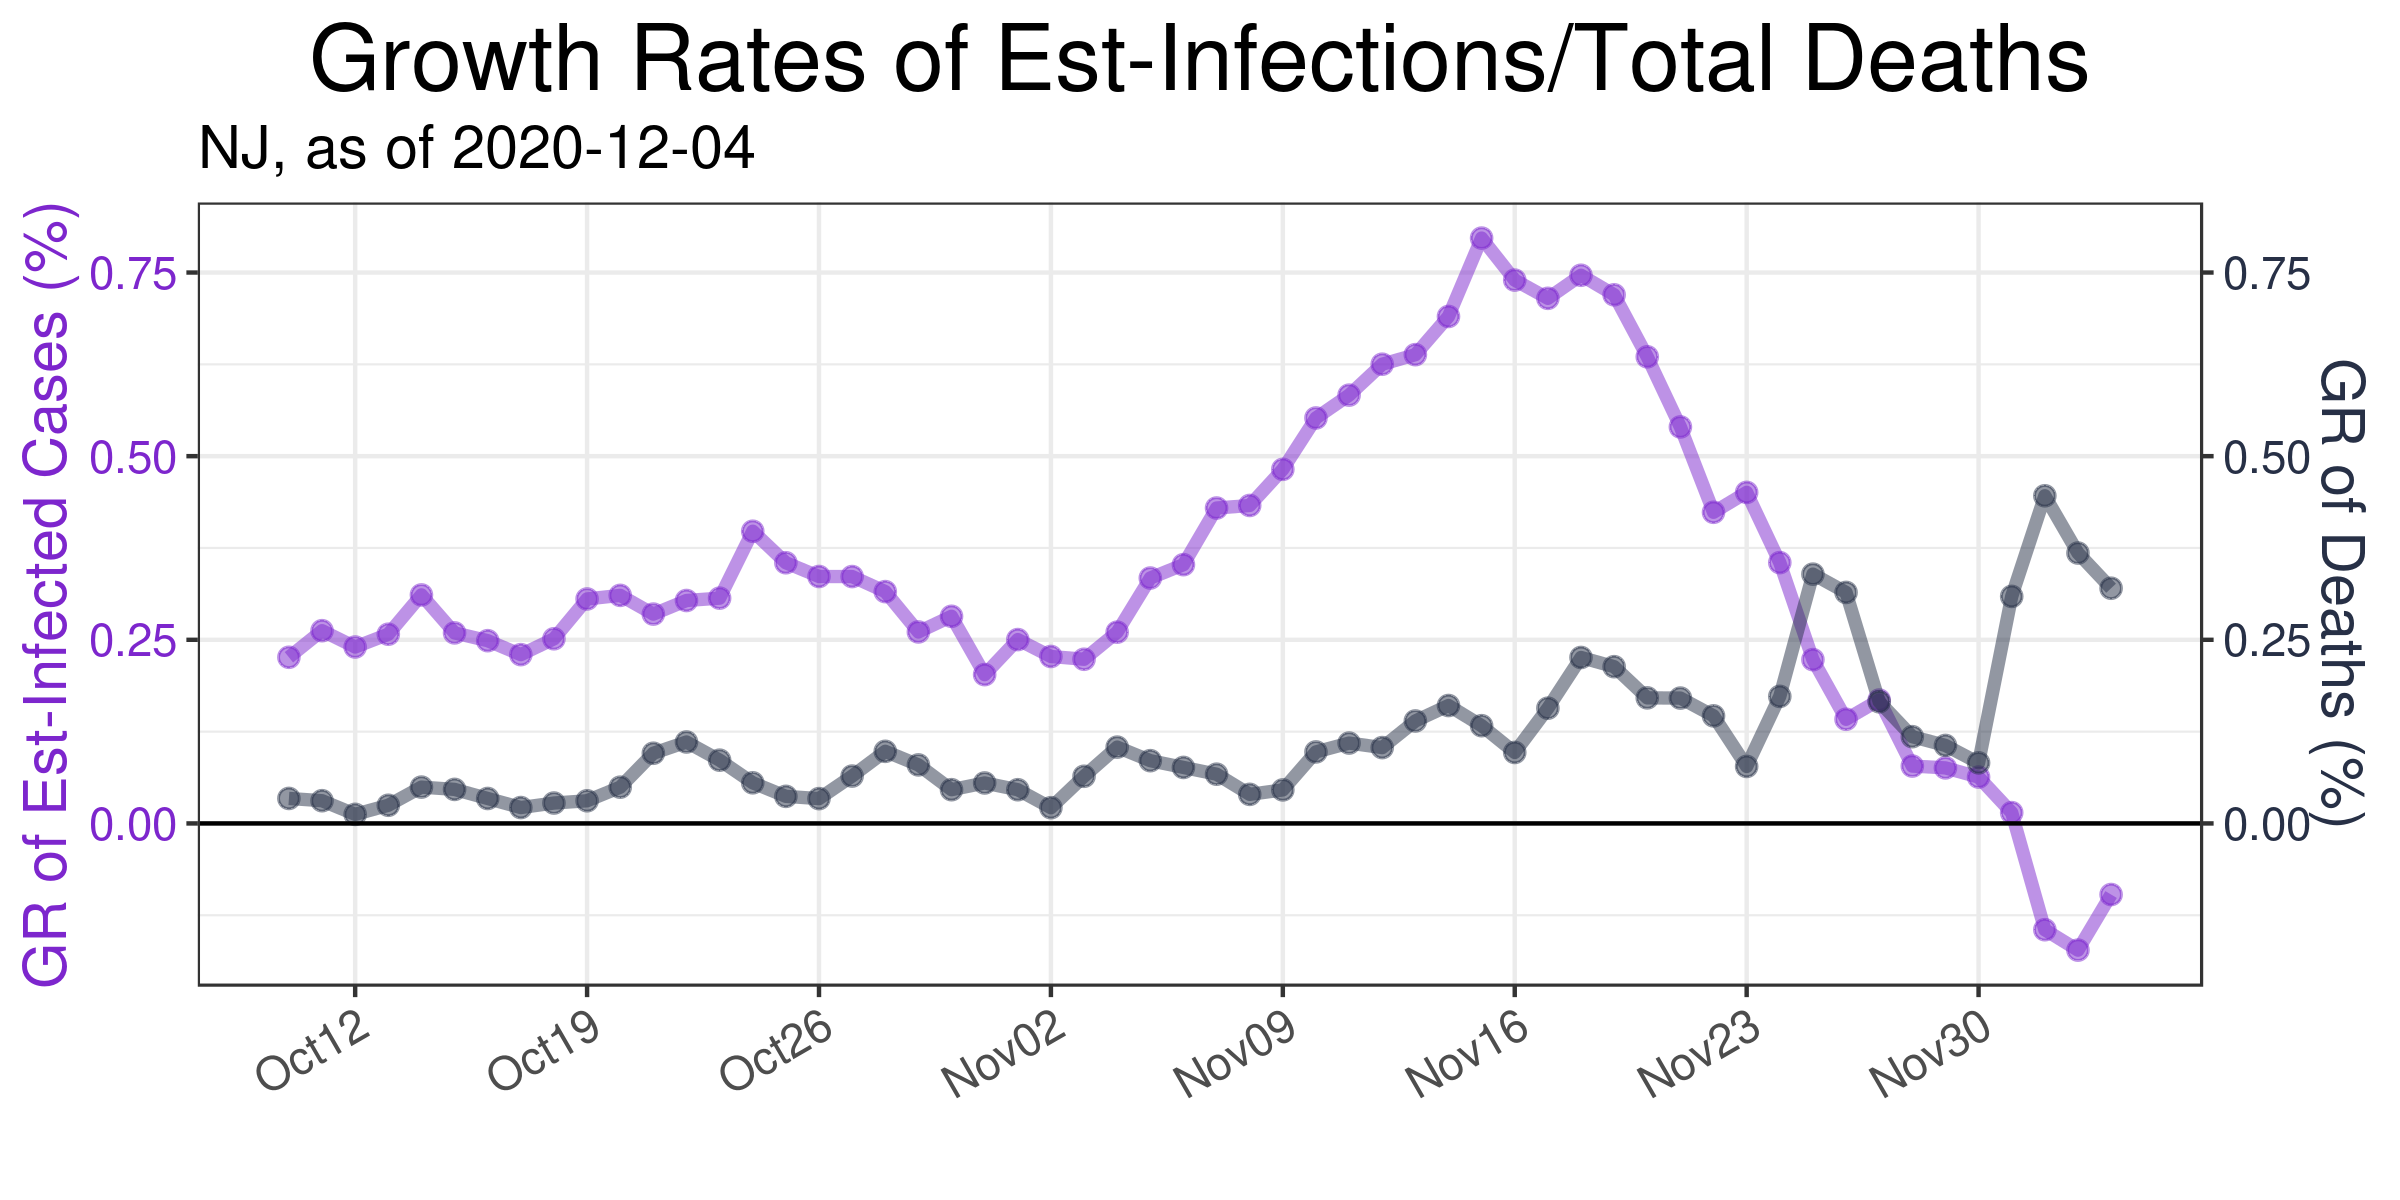 Growth Rates of Est-Infections/Total Deaths
NJ, as of 2020-12-04
GR of Est-Infected Cases (%)
0.75
0.50
0.25
0.00
0.75
0.50
0.25
0.00
GR of Deaths (%)
Oct12
Oct19
Oct26
Nov02
Nov09
Nov16
Nov23
Nov30